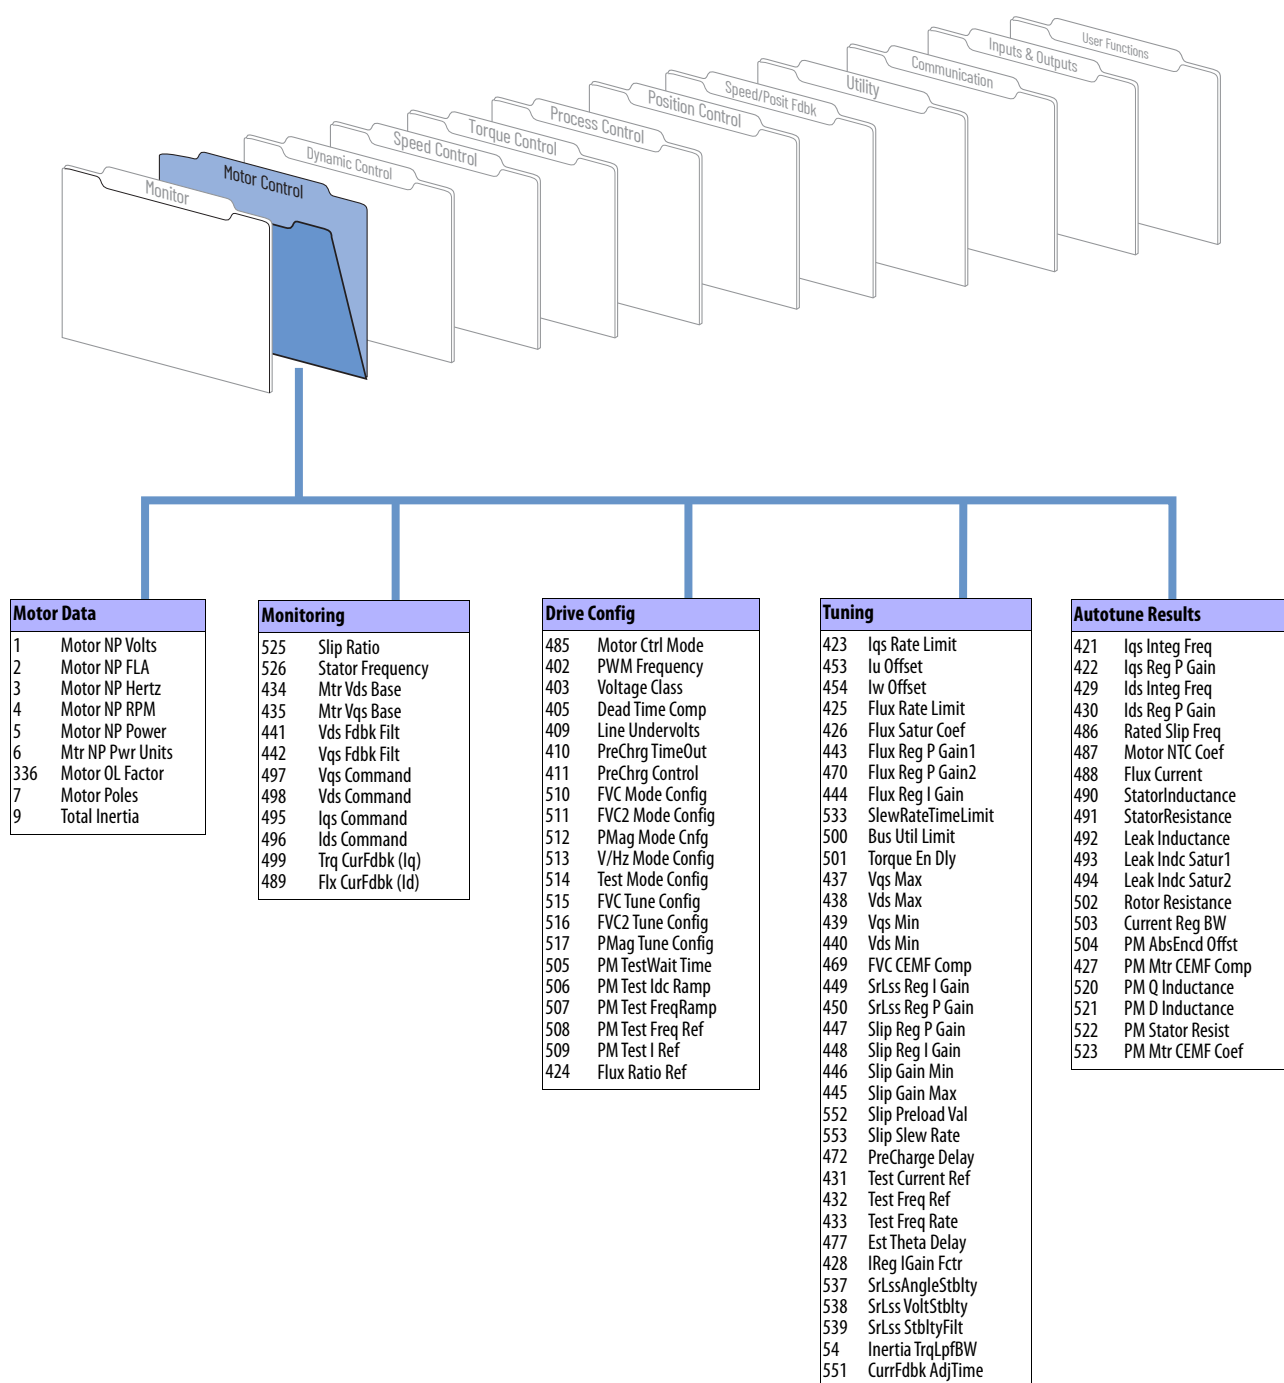 Monitor
Motor Control
Dynamic Control
Speed Control
Torque Control
Process Control
Position Control
Speed/Posit Fdbk
Utility
Communication
Inputs & Outputs
User Functions
Motor Data
1 Motor NP Volts
2 Motor NP FLA
3 Motor NP Hertz
4 Motor NP RPM
5 Motor NP Power
6 Mtr NP Pwr Units
336 Motor OL Factor
7 Motor Poles
9 Total Inertia
Monitoring
525 Slip Ratio
526 Stator Frequency
434 Mtr Vds Base
435 Mtr Vqs Base
441 Vds Fdbk Filt
442 Vqs Fdbk Filt
497 Vqs Command
498 Vds Command
495 Iqs Command
496 Ids Command
499 Trq CurFdbk (Iq)
489 Flx CurFdbk (Id)
Drive Config
485 Motor Ctrl Mode
402 PWM Frequency
403 Voltage Class
405 Dead Time Comp
409 Line Undervolts
410 PreChrg TimeOut
411 PreChrg Control
510 FVC Mode Config
511 FVC2 Mode Config
512 PMag Mode Cnfg
513 V/Hz Mode Config
514 Test Mode Config
515 FVC Tune Config
516 FVC2 Tune Config
517 PMag Tune Config
505 PM TestWait Time
506 PM Test Idc Ramp
507 PM Test FreqRamp
508 PM Test Freq Ref
509 PM Test I Ref
424 Flux Ratio Ref
Tuning
423 Iqs Rate Limit
453 Iu Offset
454 Iw Offset
425 Flux Rate Limit
426 Flux Satur Coef
443 Flux Reg P Gain1
470 Flux Reg P Gain2
444 Flux Reg I Gain
533 SlewRateTimeLimit
500 Bus Util Limit
501 Torque En Dly
437 Vqs Max
438 Vds Max
439 Vqs Min
440 Vds Min
469 FVC CEMF Comp
449 SrLss Reg I Gain
450 SrLss Reg P Gain
447 Slip Reg P Gain
448 Slip Reg I Gain
446 Slip Gain Min
445 Slip Gain Max
552 Slip Preload Val
553 Slip Slew Rate
472 PreCharge Delay
431 Test Current Ref
432 Test Freq Ref
433 Test Freq Rate
477 Est Theta Delay
428 IReg IGain Fctr
537 SrLssAngleStblty
538 SrLss VoltStblty
539 SrLss StbltyFilt
54 Inertia TrqLpfBW
551 CurrFdbk AdjTime
Autotune Results
421 Iqs Integ Freq
422 Iqs Reg P Gain
429 Ids Integ Freq
430 Ids Reg P Gain
486 Rated Slip Freq
487 Motor NTC Coef
488 Flux Current
490 StatorInductance
491 StatorResistance
492 Leak Inductance
493 Leak Indc Satur1
494 Leak Indc Satur2
502 Rotor Resistance
503 Current Reg BW
504 PM AbsEncd Offst
427 PM Mtr CEMF Comp
520 PM Q Inductance
521 PM D Inductance
522 PM Stator Resist
523 PM Mtr CEMF Coef